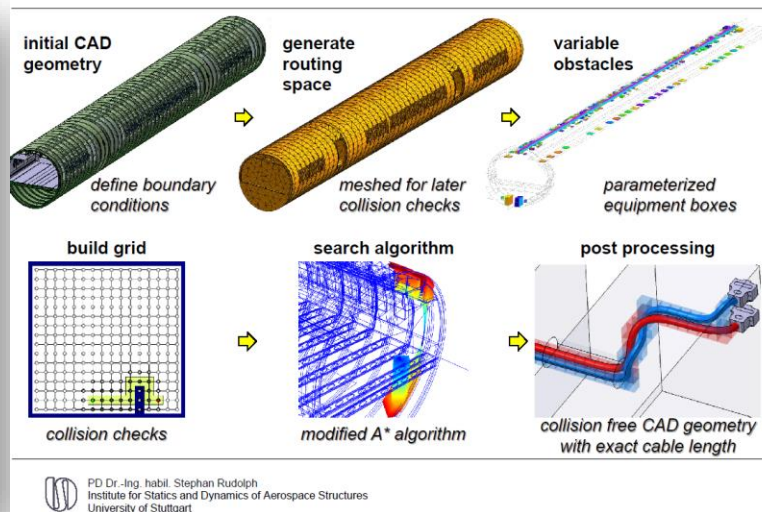 initial CAD
geometry
generate
routing
space
variable
obstacles
define boundary
conditions
meshed for later
collision checks
parameterized
equipment boxes
build grid
search algorithm
post processing
collision checks
modified A* algorithm
collision free CAD geometry
with exact cable length
PD Dr.-Ing. habil. Stephan Rudolph
Institute for Statics and Dynamics of Aerospace Structures
University of Stuttgart